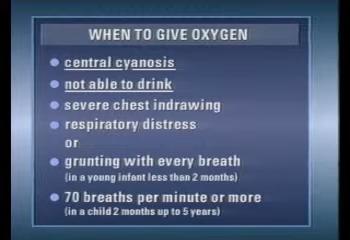 WHEN TO GIVE OXYGEN
central cyanosis
not able to drink
severe chest indrawing
respiratory distress
or
grunting with every breath
(in a young infant less than 2 months)
70 breaths per minute or more
(in a child 2 months up to 5 years)